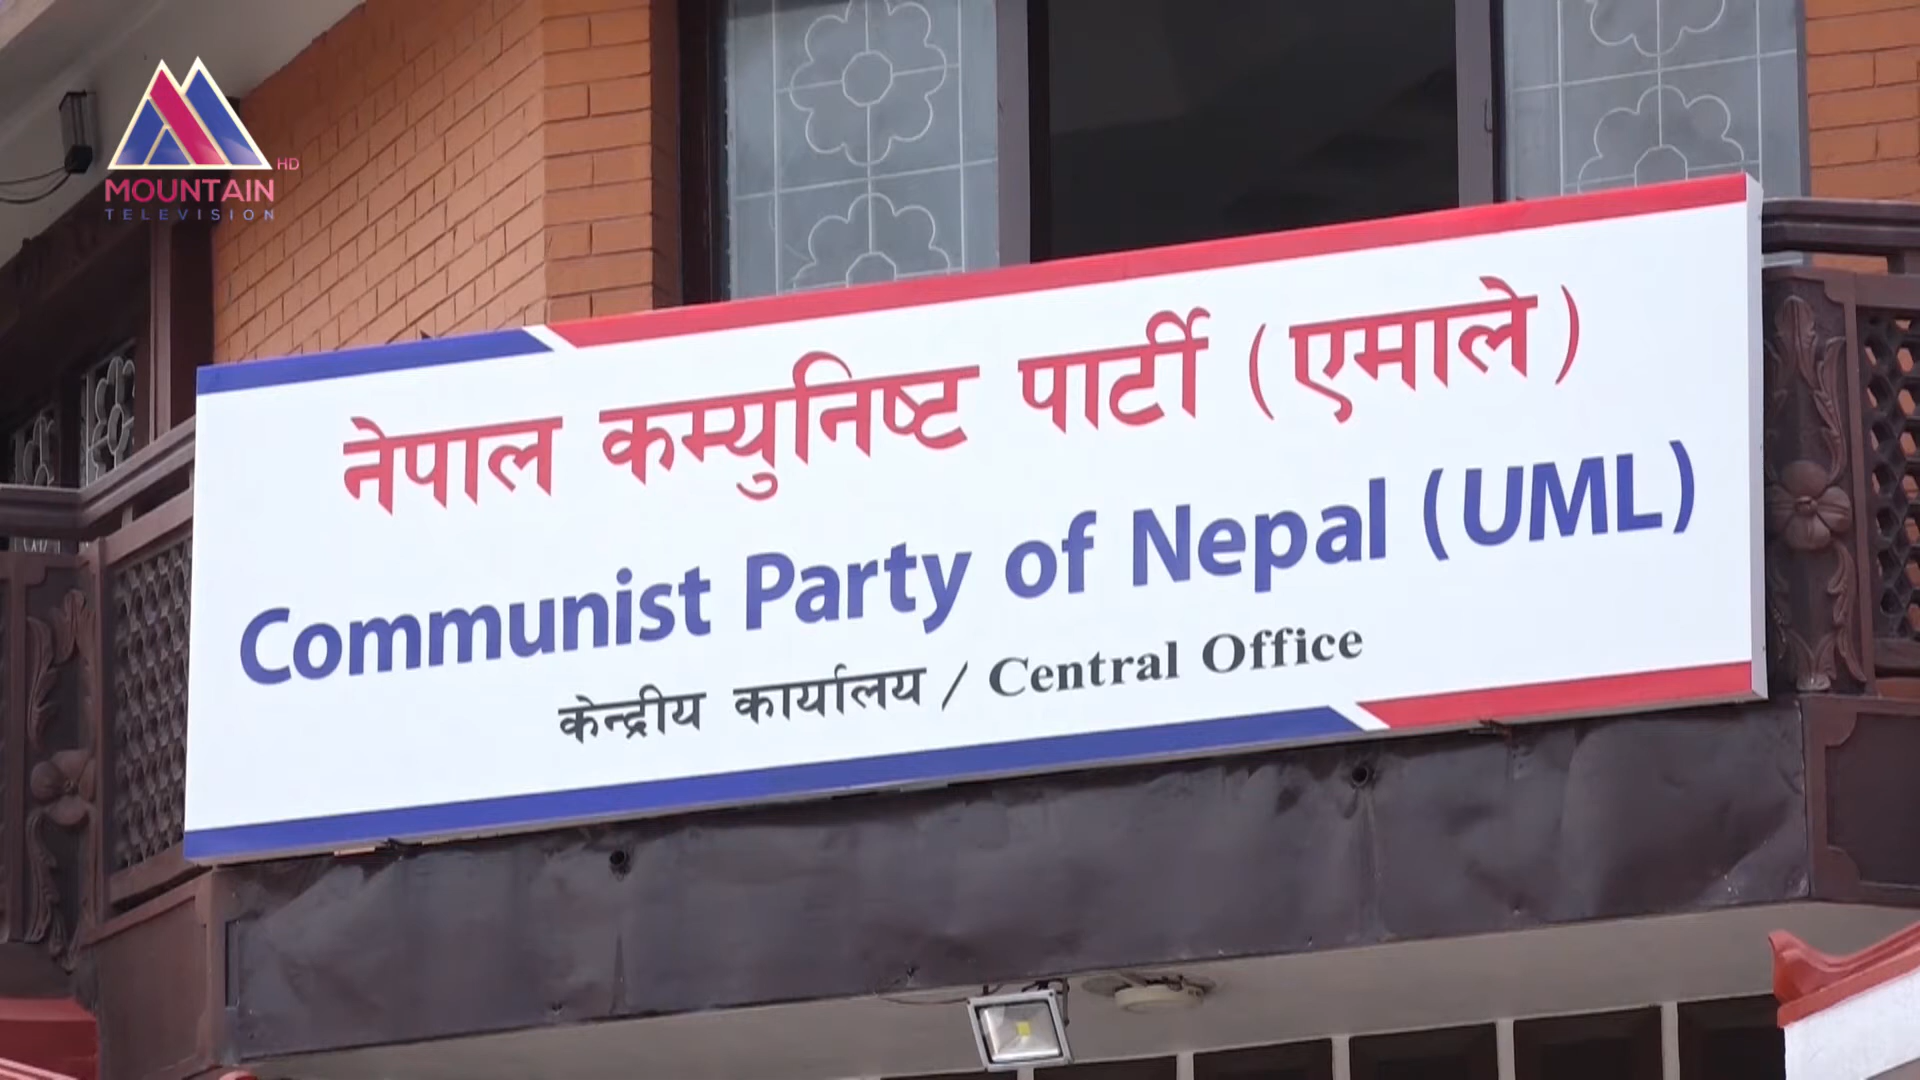 MOUNTAIN HD
TELEVISION
नेपाल कम्युनिष्ट पार्टी (एमाले)
Communist Party of Nepal (UML)
केन्द्रीय कार्यालय / Central Office